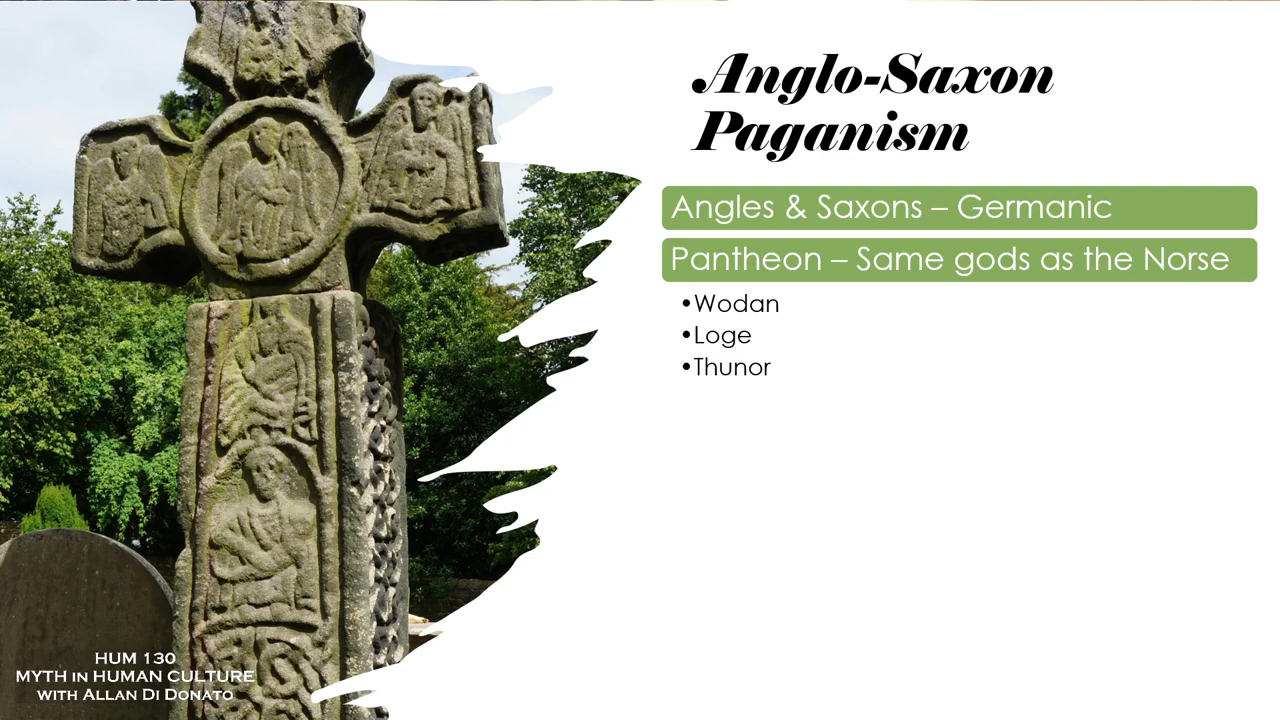 Anglo-Saxon
Paganism
Angles & Saxons – Germanic
Pantheon – Same gods as the Norse
•Wodan
•Loge
•Thunor
HUM 130
MYTH in HUMAN CULTURE
with Allan Di Donato